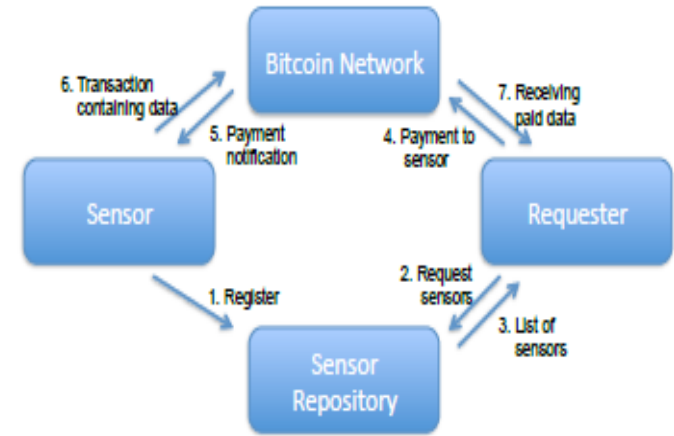 Bitcoin Network
6. Transaction
containing data
7. Receiving
paid data
5. Payment
notification
4. Payment to
sensor
Sensor
Requester
1. Register
2. Request
sensors
3. List of
sensors
Sensor
Repository